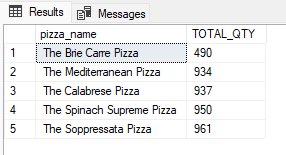 Results Messages
pizza_name TOTAL_QTY
1 The Brie Carre Pizza 490
2 The Mediterranean Pizza 934
3 The Calabrese Pizza 937
4 The Spinach Supreme Pizza 950
5 The Soppressata Pizza 961